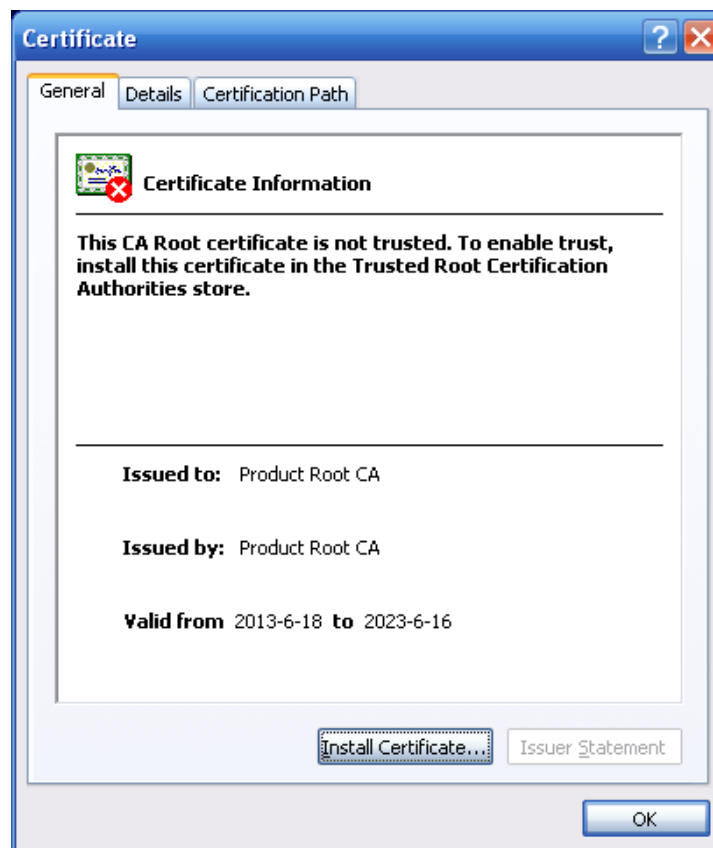 Certificate
General Details Certification Path
Certificate Information
This CA Root certificate is not trusted. To enable trust,
install this certificate in the Trusted Root Certification
Authorities store.
Issued to: Product Root CA
Issued by: Product Root CA
Valid from 2013-6-18 to 2023-6-16
Install Certificate... Issuer Statement
OK